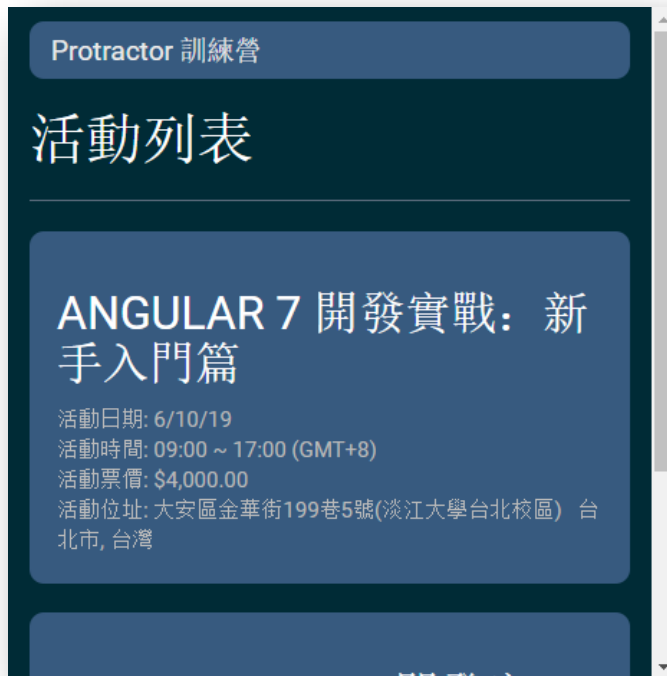 Protractor 訓練營
活動列表
ANGULAR 7 開發實戰：新
手入門篇
活動日期: 6/10/19
活動時間: 09:00 ~ 17:00 (GMT+8)
活動票價: $4,000.00
活動位址: 大安區金華街199巷5號(淡江大學台北校區)   台
北市, 台灣